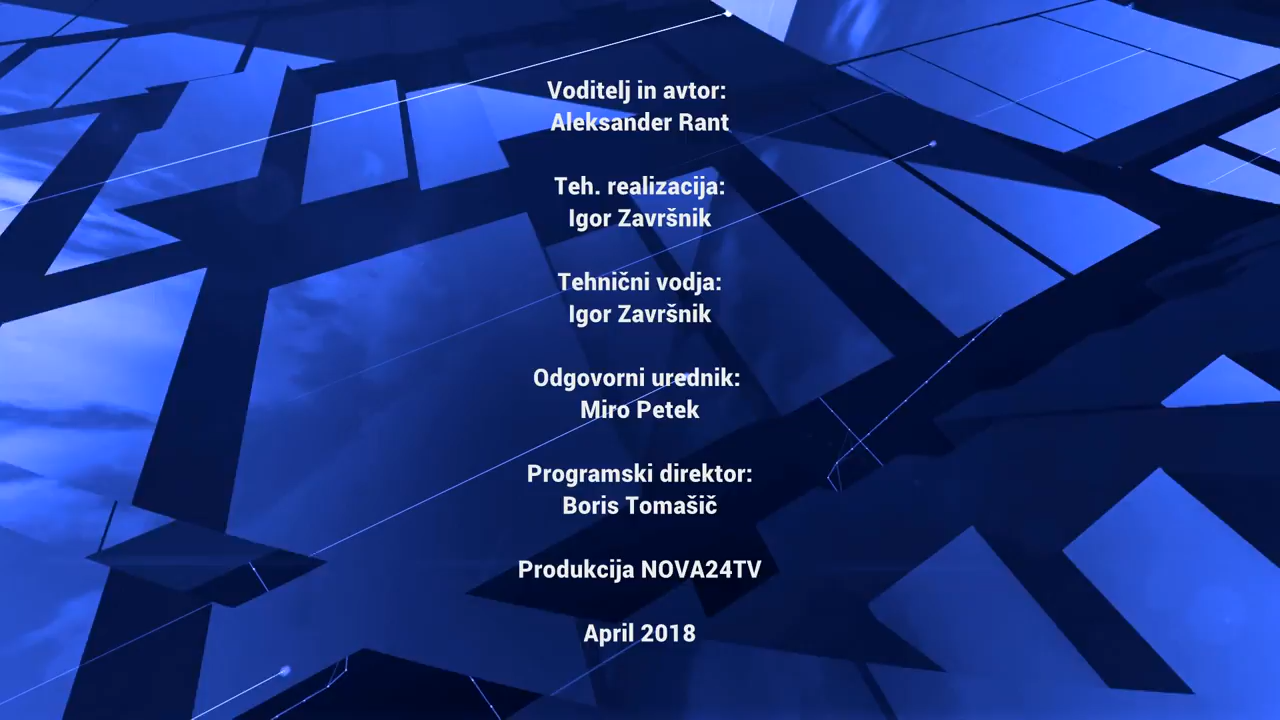 Voditelj in avtor:
Aleksander Rant
Teh. realizacija:
Igor Završnik
Tehnični vodja:
Igor Završnik
Odgovorni urednik:
Miro Petek
Programski direktor:
Boris Tomašič
Produkcija NOVA24TV
April 2018